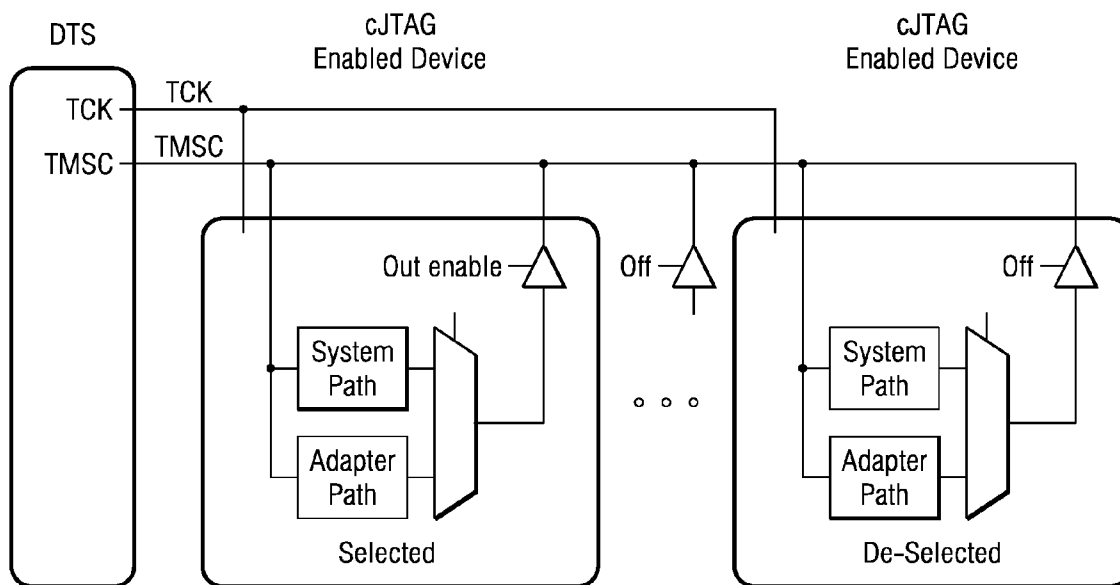 DTS
cJTAG
Enabled Device
cJTAG
Enabled Device
TCK
TCK
TMSC
TMSC
Out enable
Off
Off
System
Path
Adapter
Path
System
Path
Adapter
Path
Selected
De-Selected